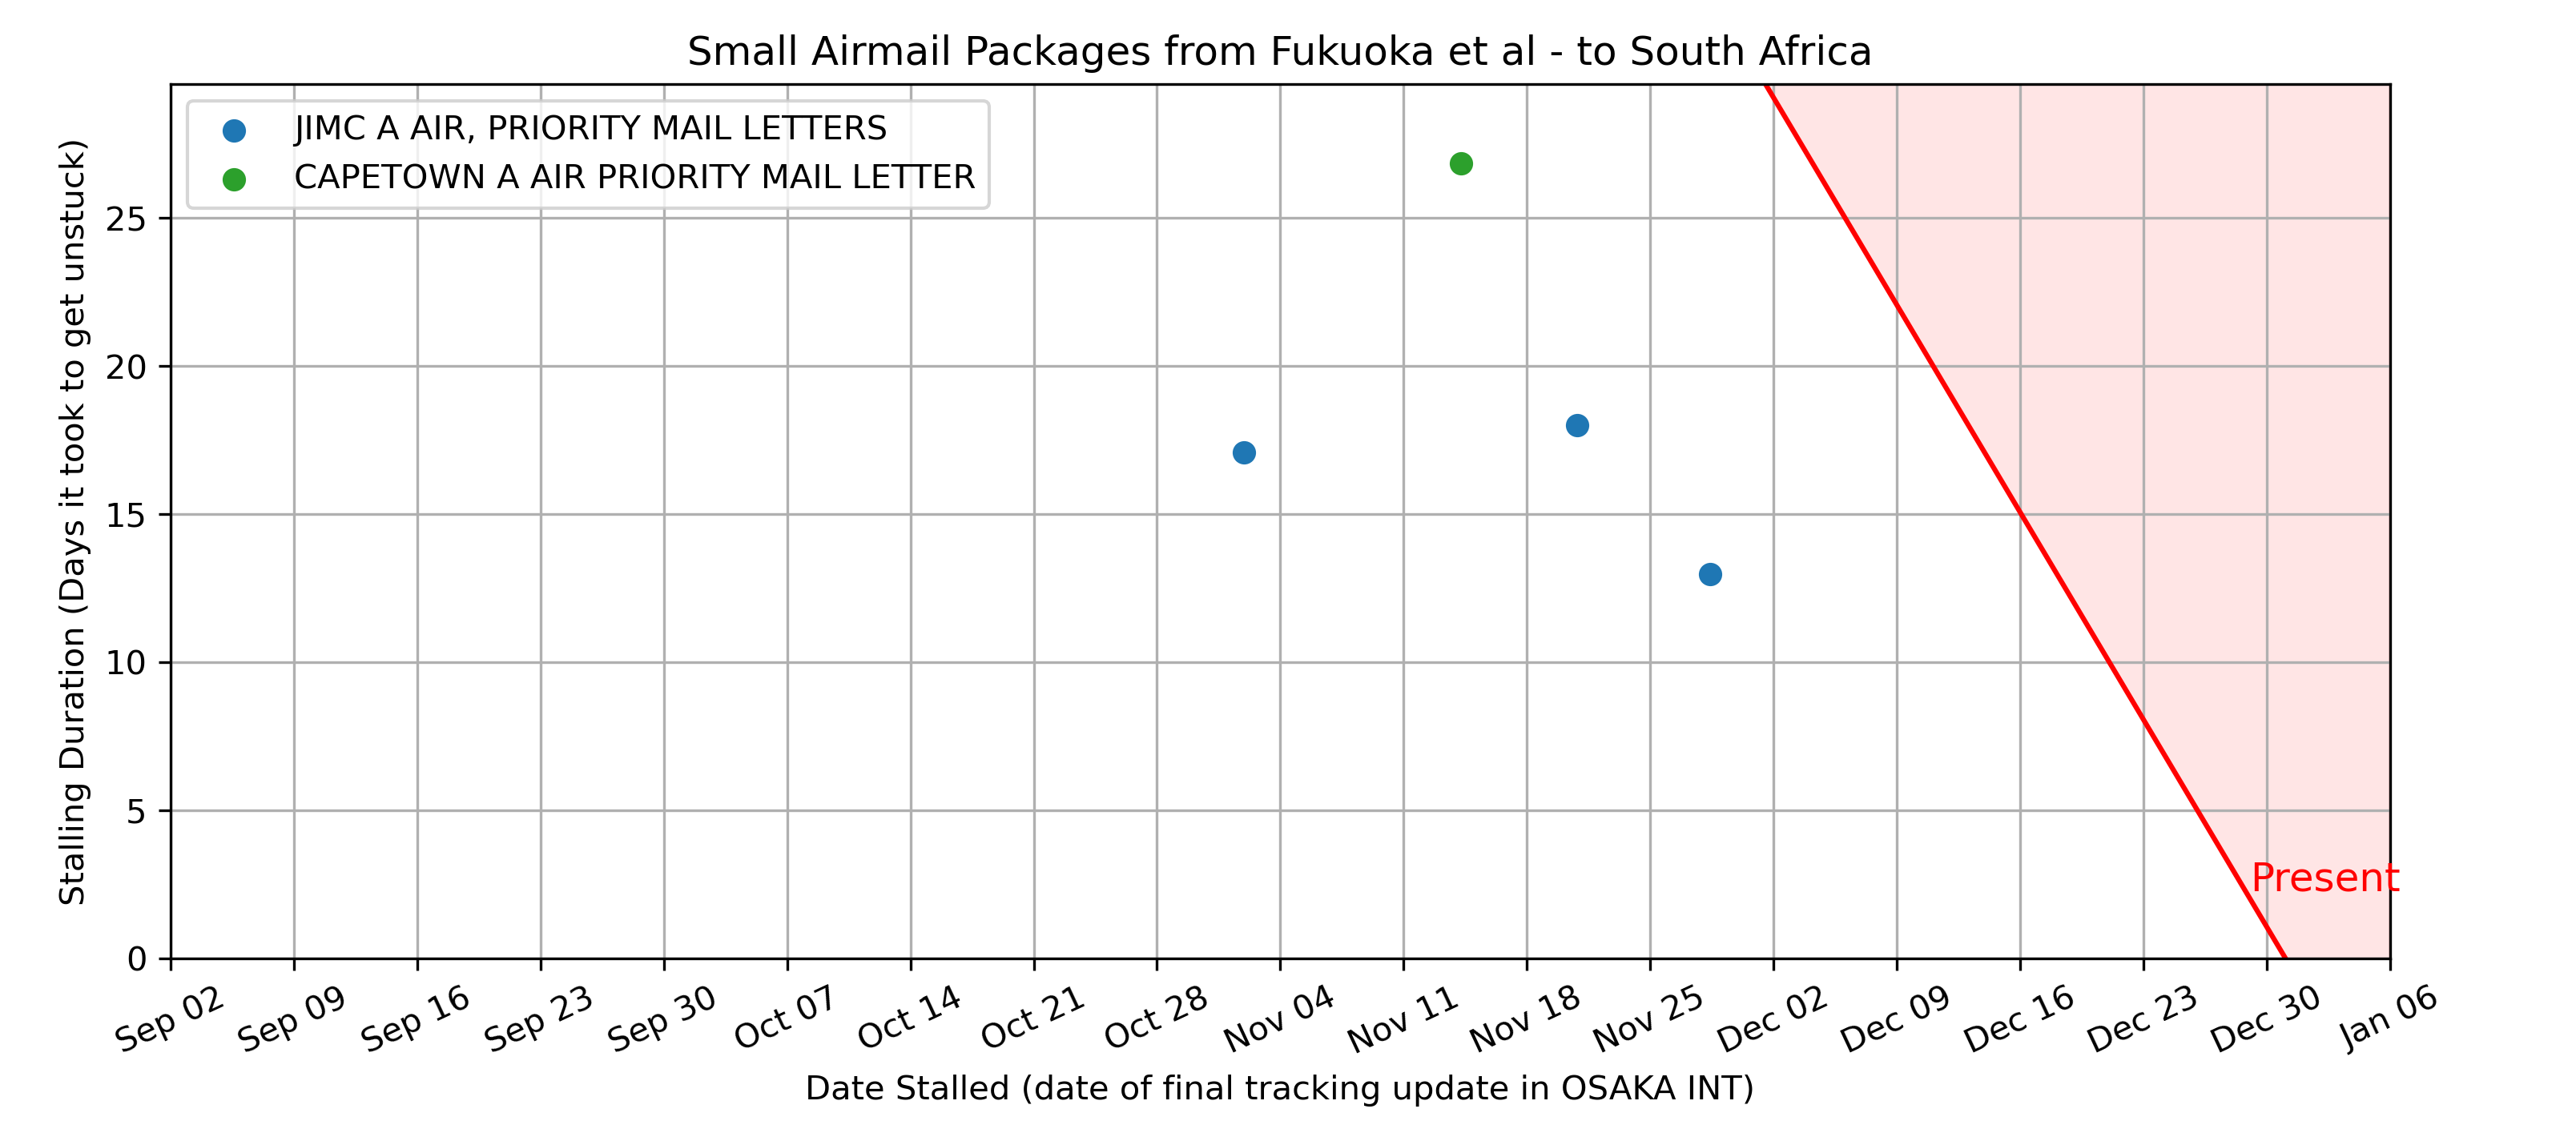 Small Airmail Packages from Fukuoka et al - to South Africa
JIMC A AIR, PRIORITY MAIL LETTERS
CAPETOWN A AIR PRIORITY MAIL LETTER
Stalling Duration (Days it took to get unstuck)
25
20
15
10
5
0
Present
Sep 02
Sep 09
Sep 16
Sep 23
Sep 30
Oct 07
Oct 14
Oct 21
Oct 28
Nov 04
Nov 11
Nov 18
Nov 25
Dec 02
Dec 09
Dec 16
Dec 23
Dec 30
Jan 06
Date Stalled (date of final tracking update in OSAKA INT)